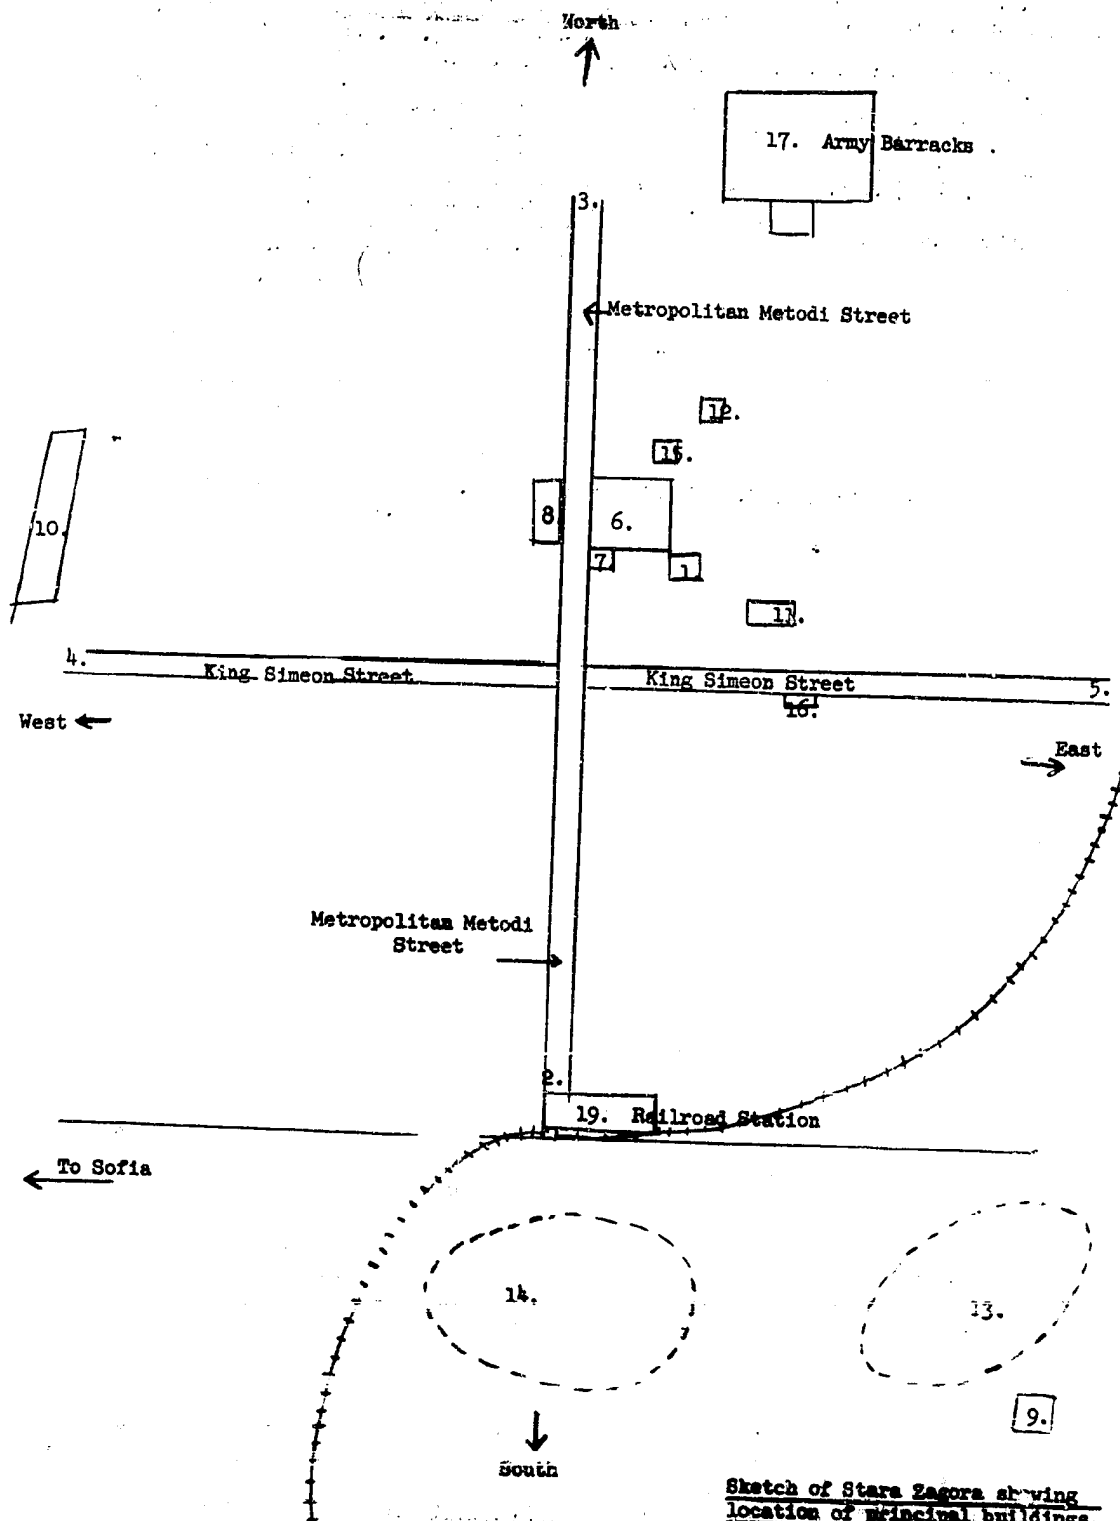 North
17. Army Barracks .
3.
Metropolitan Metodi Street
12.
15.
8
6.
10.
7
1
11.
4.
King Simeon Street
King Simeon Street
5.
16.
West
East
Metropolitan Metodi
Street
2.
19. Railroad Station
To Sofia
14.
13.
9.
South
Sketch of Stara Zagora showing
location of principal buildings